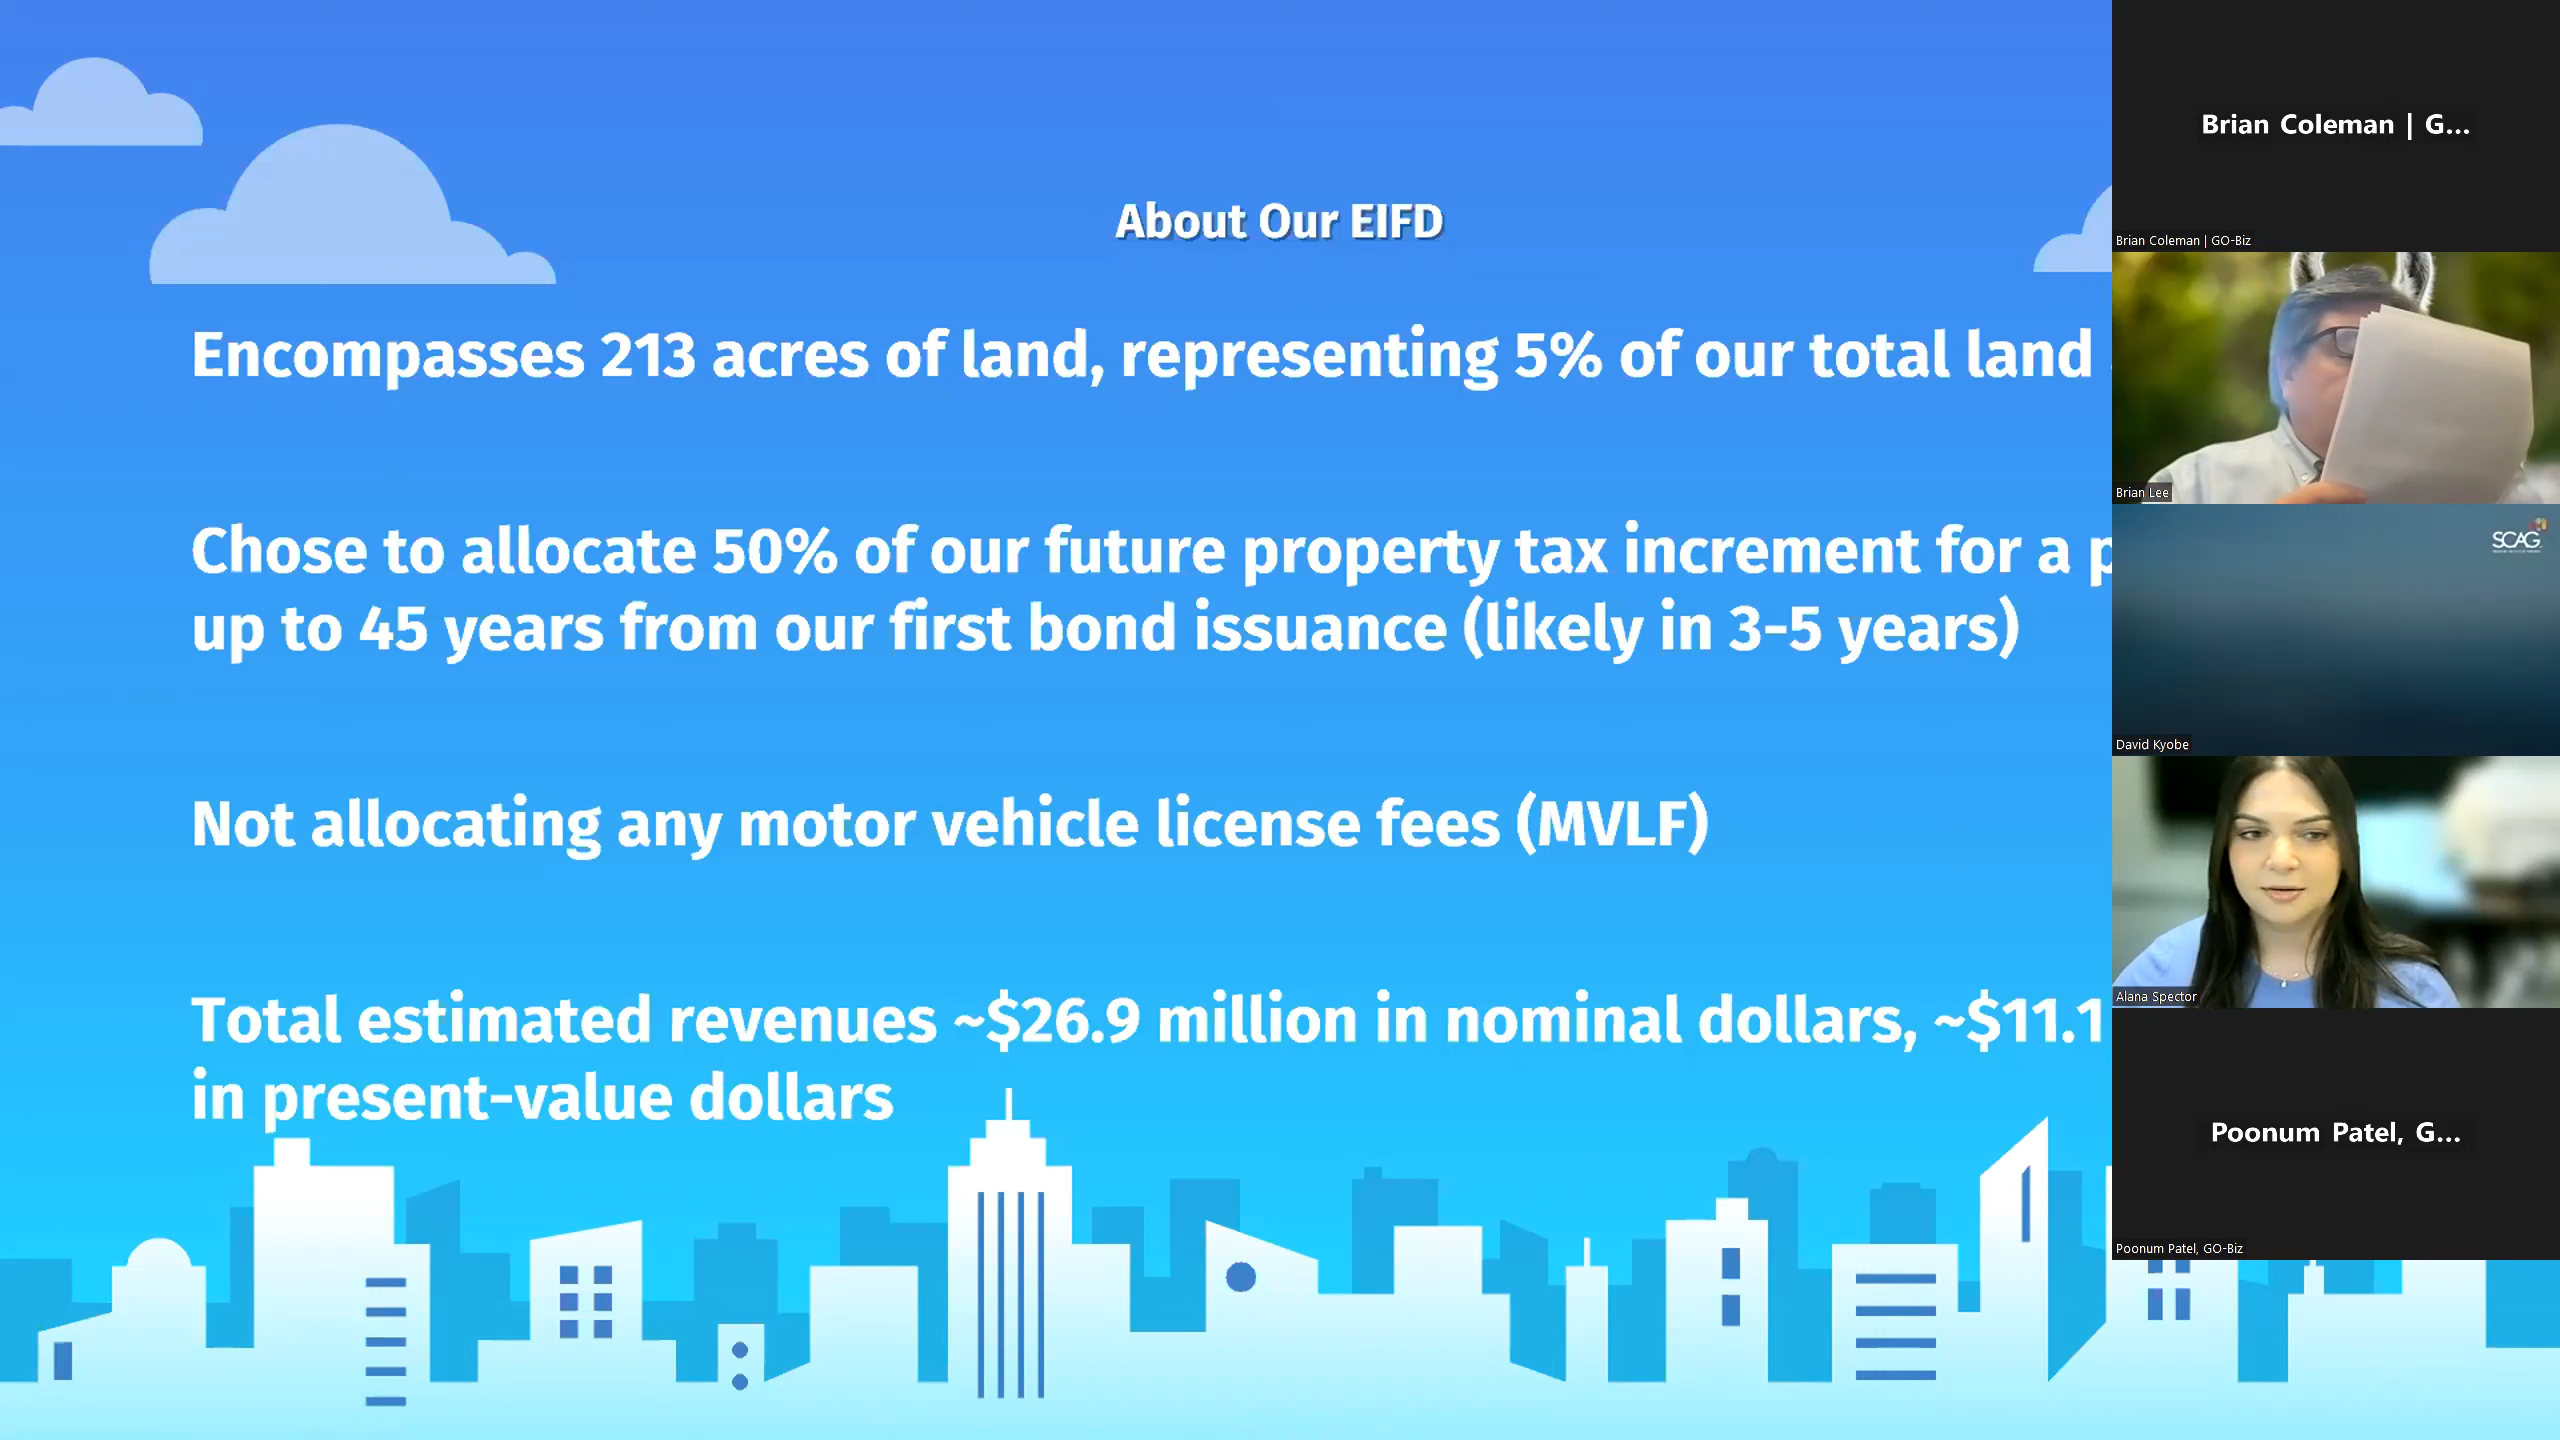 About Our EIFD
Encompasses 213 acres of land, representing 5% of our total land
Chose to allocate 50% of our future property tax increment for a
up to 45 years from our first bond issuance (likely in 3-5 years)
Not allocating any motor vehicle license fees (MVLF)
Total estimated revenues ~$26.9 million in nominal dollars, ~$11.1
in present-value dollars
Brian Coleman | G...
Brian Coleman | GO-Biz
Brian Lee
SCAG
David Kyobe
Alana Spector
Poonum Patel, G...
Poonum Patel, GO-Biz